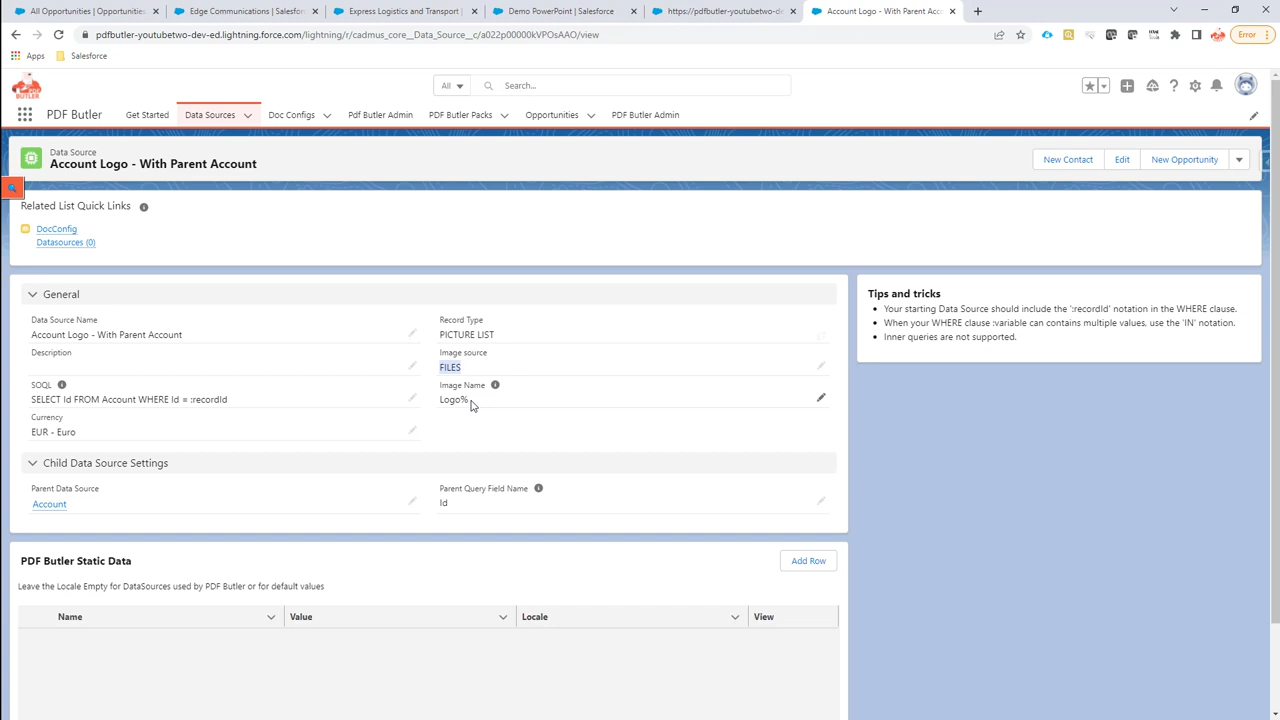 All Opportunities | Opportunities
Cadmus Core | Salesforce
Express Logistics and Transport |
Demo PowerPoint | Salesforce
https://pdfbutler-youtubetwo-dev
Account Logo - With Parent Accou
pdfbutler-youtubetwo-dev-ed.lightning.force.com/lightning/r/cadmus_core__Data_Source__c/a022p00000kVPOsAAO/view
Error
Apps
Salesforce
PDF BUTLER
All
Search...
PDF Butler
Get Started
Data Sources
Doc Configs
Pdf Butler Admin
PDF Butler Packs
Opportunities
PDF Butler Admin
Data Source
Account Logo - With Parent Account
New Contact
Edit
New Opportunity
Related List Quick Links
DocConfig
Datasources (0)
General
Data Source Name
Account Logo - With Parent Account
Record Type
PICTURE LIST
Description
Image source
FILES
SOQL
SELECT Id FROM Account WHERE Id = :recordId
Image Name
Logo%
Currency
EUR - Euro
Child Data Source Settings
Parent Data Source
Account
Parent Query Field Name
Id
Tips and tricks
Your starting Data Source should include the ':recordId' notation in the WHERE clause.
When your WHERE clause :variable can contains multiple values, use the 'IN' notation.
Inner queries are not supported.
PDF Butler Static Data
Add Row
Leave the Locale Empty for DataSources used by PDF Butler or for default values
Name
Value
Locale
View